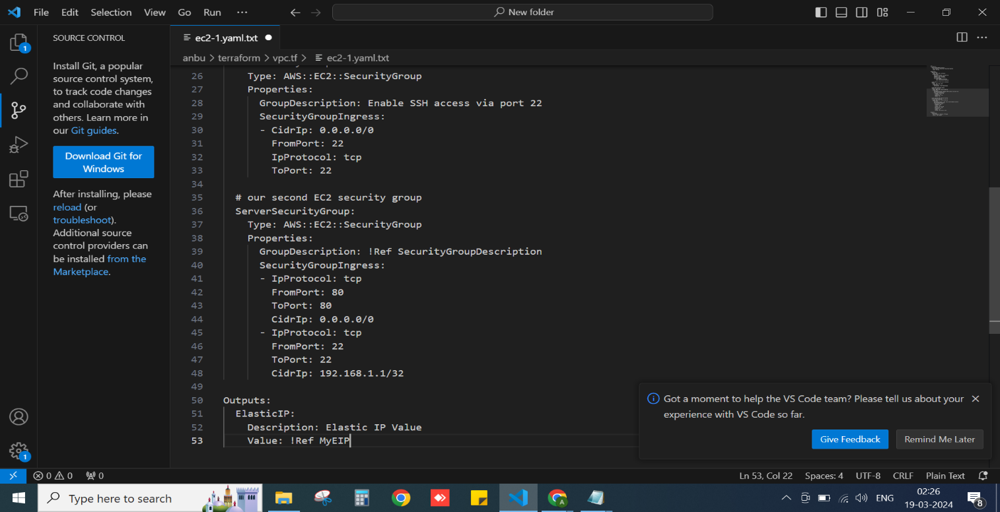 File Edit Selection View Go Run ··· New folder
SOURCE CONTROL
Install Git, a popular
source control system,
to track code changes
and collaborate with
others. Learn more in
our Git guides.
Download Git for
Windows
After installing, please
reload (or
troubleshoot).
Additional source
control providers can
be installed from the
Marketplace.
1
1
ec2-1.yaml.txt
anbu > terraform > vpc.tf > ec2-1.yaml.txt
26 Type: AWS::EC2::SecurityGroup
27 Properties:
28 GroupDescription: Enable SSH access via port 22
29 SecurityGroupIngress:
30 - CidrIp: 0.0.0.0/0
31 FromPort: 22
32 IpProtocol: tcp
33 ToPort: 22
34
35 # our second EC2 security group
36 ServerSecurityGroup:
37 Type: AWS::EC2::SecurityGroup
38 Properties:
39 GroupDescription: !Ref SecurityGroupDescription
40 SecurityGroupIngress:
41 - IpProtocol: tcp
42 FromPort: 80
43 ToPort: 80
44 CidrIp: 0.0.0.0/0
45 - IpProtocol: tcp
46 FromPort: 22
47 ToPort: 22
48 CidrIp: 192.168.1.1/32
49
50 Outputs:
51 ElasticIP:
52 Description: Elastic IP Value
53 Value: !Ref MyEIP
Got a moment to help the VS Code team? Please tell us about your
experience with VS Code so far.
Give Feedback Remind Me Later
0 0 0 Ln 53, Col 22 Spaces: 4 UTF-8 CRLF Plain Text
Type here to search A ENG 02:26
19-03-2024 8